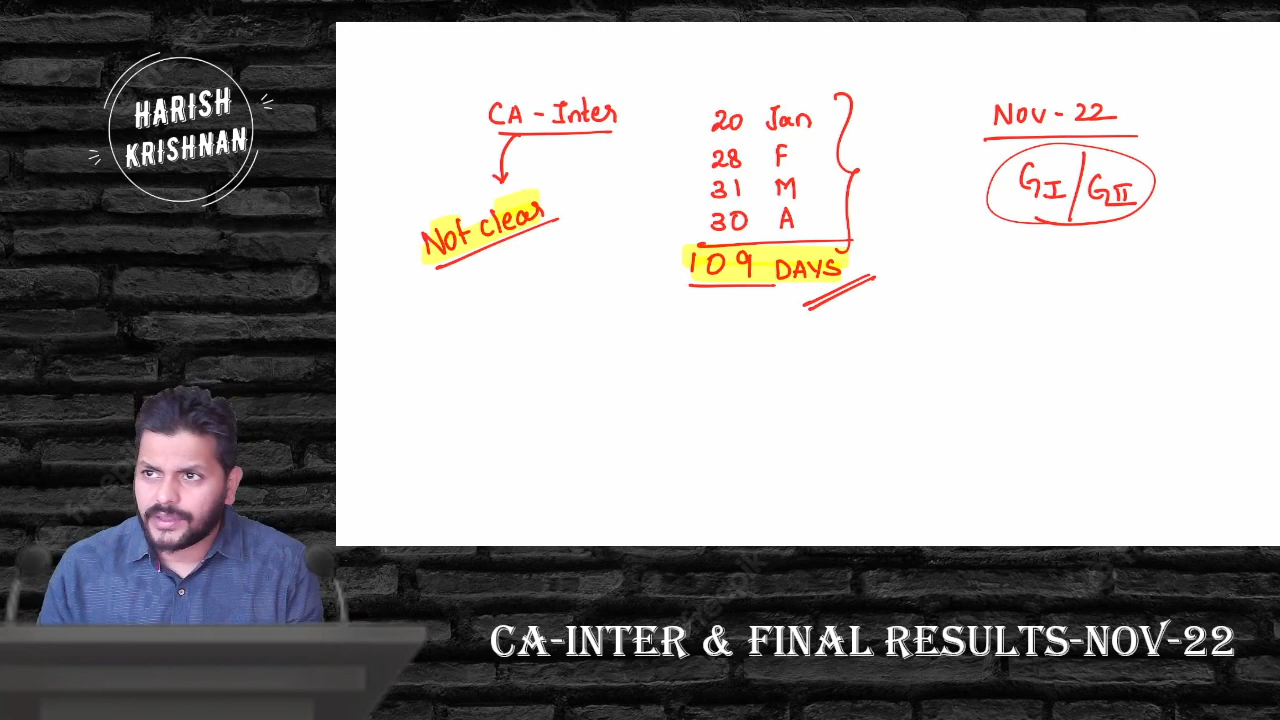 HARISH
KRISHNAN
CA - Inter
Not clear
20 Jan
28 F
31 M
30 A
109 DAYS
Nov - 22
GI/GII
CA-INTER & FINAL RESULTS-NOV-22